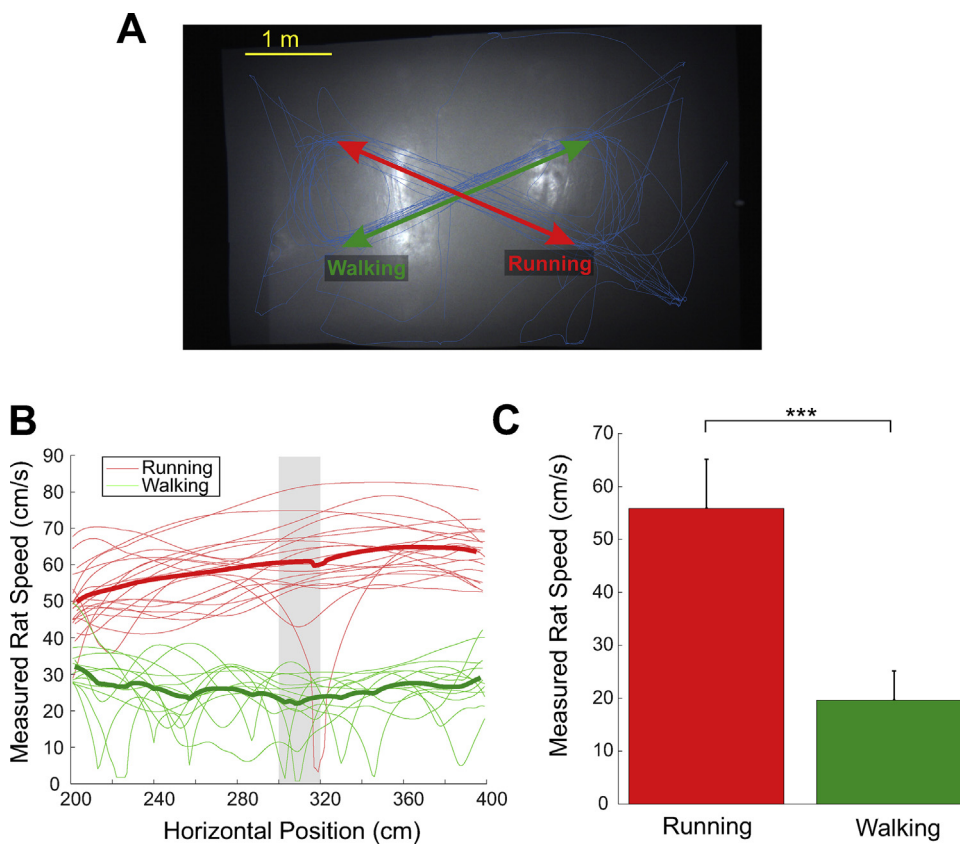 A
1 m
Walking
Running
B
Measured Rat Speed (cm/s)
90
80
70
60
50
40
30
20
10
0
Running
Walking
200
240
280
320
360
400
Horizontal Position (cm)
C
***
Measured Rat Speed (cm/s)
70
60
50
40
30
20
10
0
Running
Walking